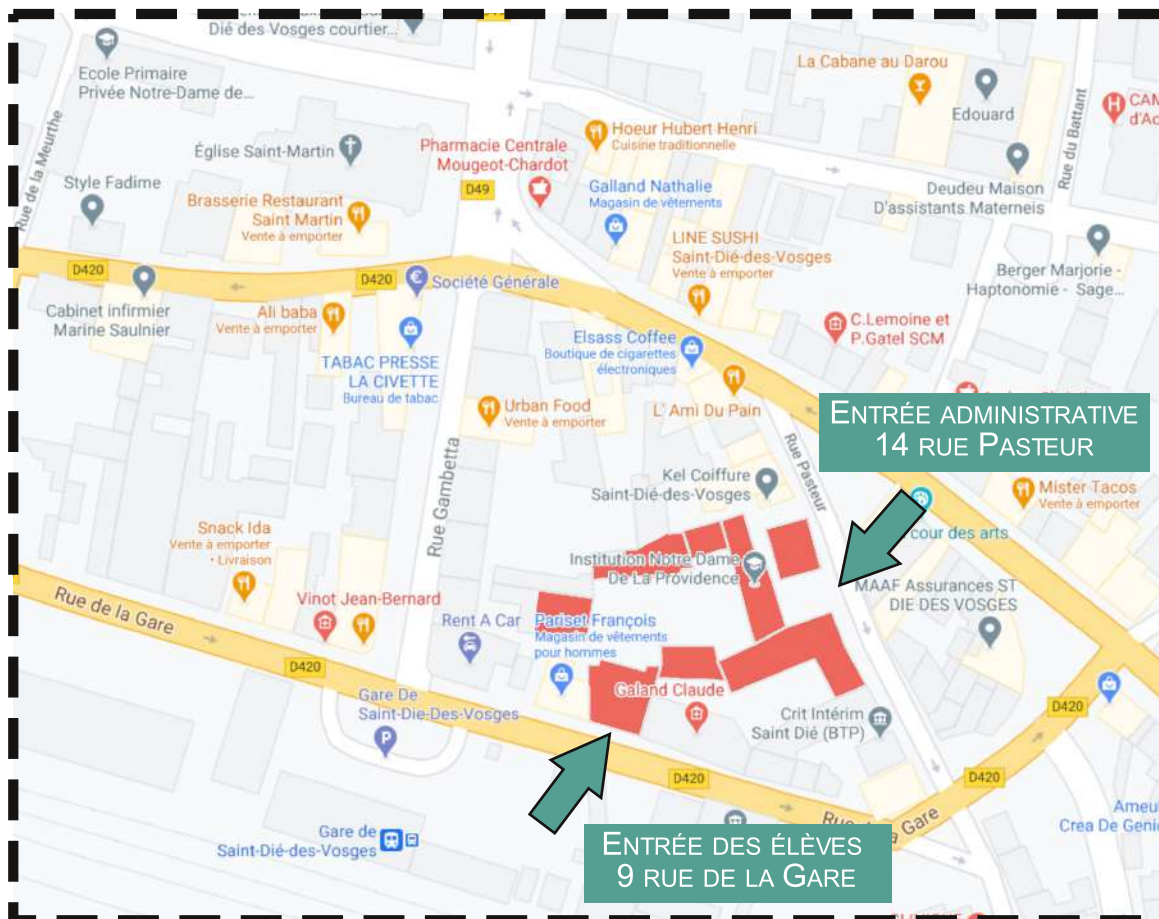 Dié des Vosges courtier...
Ecole Primaire
Privée Notre-Dame de...
La Cabane au Darou
Edouard
CAM
d'Ac
Rue de la Meurthe
Église Saint-Martin
Pharmacie Centrale
Mougeot-Chardot
Hoeur Hubert Henri
Cuisine traditionnelle
Rue du Battant
Style Fadime
D49
Galland Nathalie
Magasin de vêtements
Deudeu Maison
D'assistants Maternels
Brasserie Restaurant
Saint Martin
Vente à emporter
LINE SUSHI
Saint-Dié-des-Vosges
Vente à emporter
D420
D420
Société Générale
Berger Marjorie -
Haptonomie - Sage...
Cabinet infirmier
Marine Saulnier
Ali baba
Vente à emporter
C.Lemoine et
P.Gatel SCM
Elsass Coffee
Boutique de cigarettes
électroniques
TABAC PRESSE
LA CIVETTE
Bureau de tabac
Urban Food
Vente à emporter
L' Ami Du Pain
ENTRÉE ADMINISTRATIVE
14 RUE PASTEUR
Rue Pasteur
Rue Gambetta
Kel Coiffure
Saint-Dié-des-Vosges
Mister Tacos
Vente à emporter
Snack Ida
Vente à emporter
• Livraison
cour des arts
Institution Notre Dame
De La Providence
MAAF Assurances ST
DIE DES VOSGES
Rue de la Gare
Vinot Jean-Bernard
Rent A Car
Pariset François
Magasin de vêtements
pour hommes
D420
Gare De
Saint-Die-Des-Vosges
Galand Claude
Crit Intérim
Saint Dié (BTP)
D420
D420
D420
Gare de
Saint-Dié-des-Vosges
Rue Gare
Ameu
Crea De Geni
ENTRÉE DES ÉLÈVES
9 RUE DE LA GARE